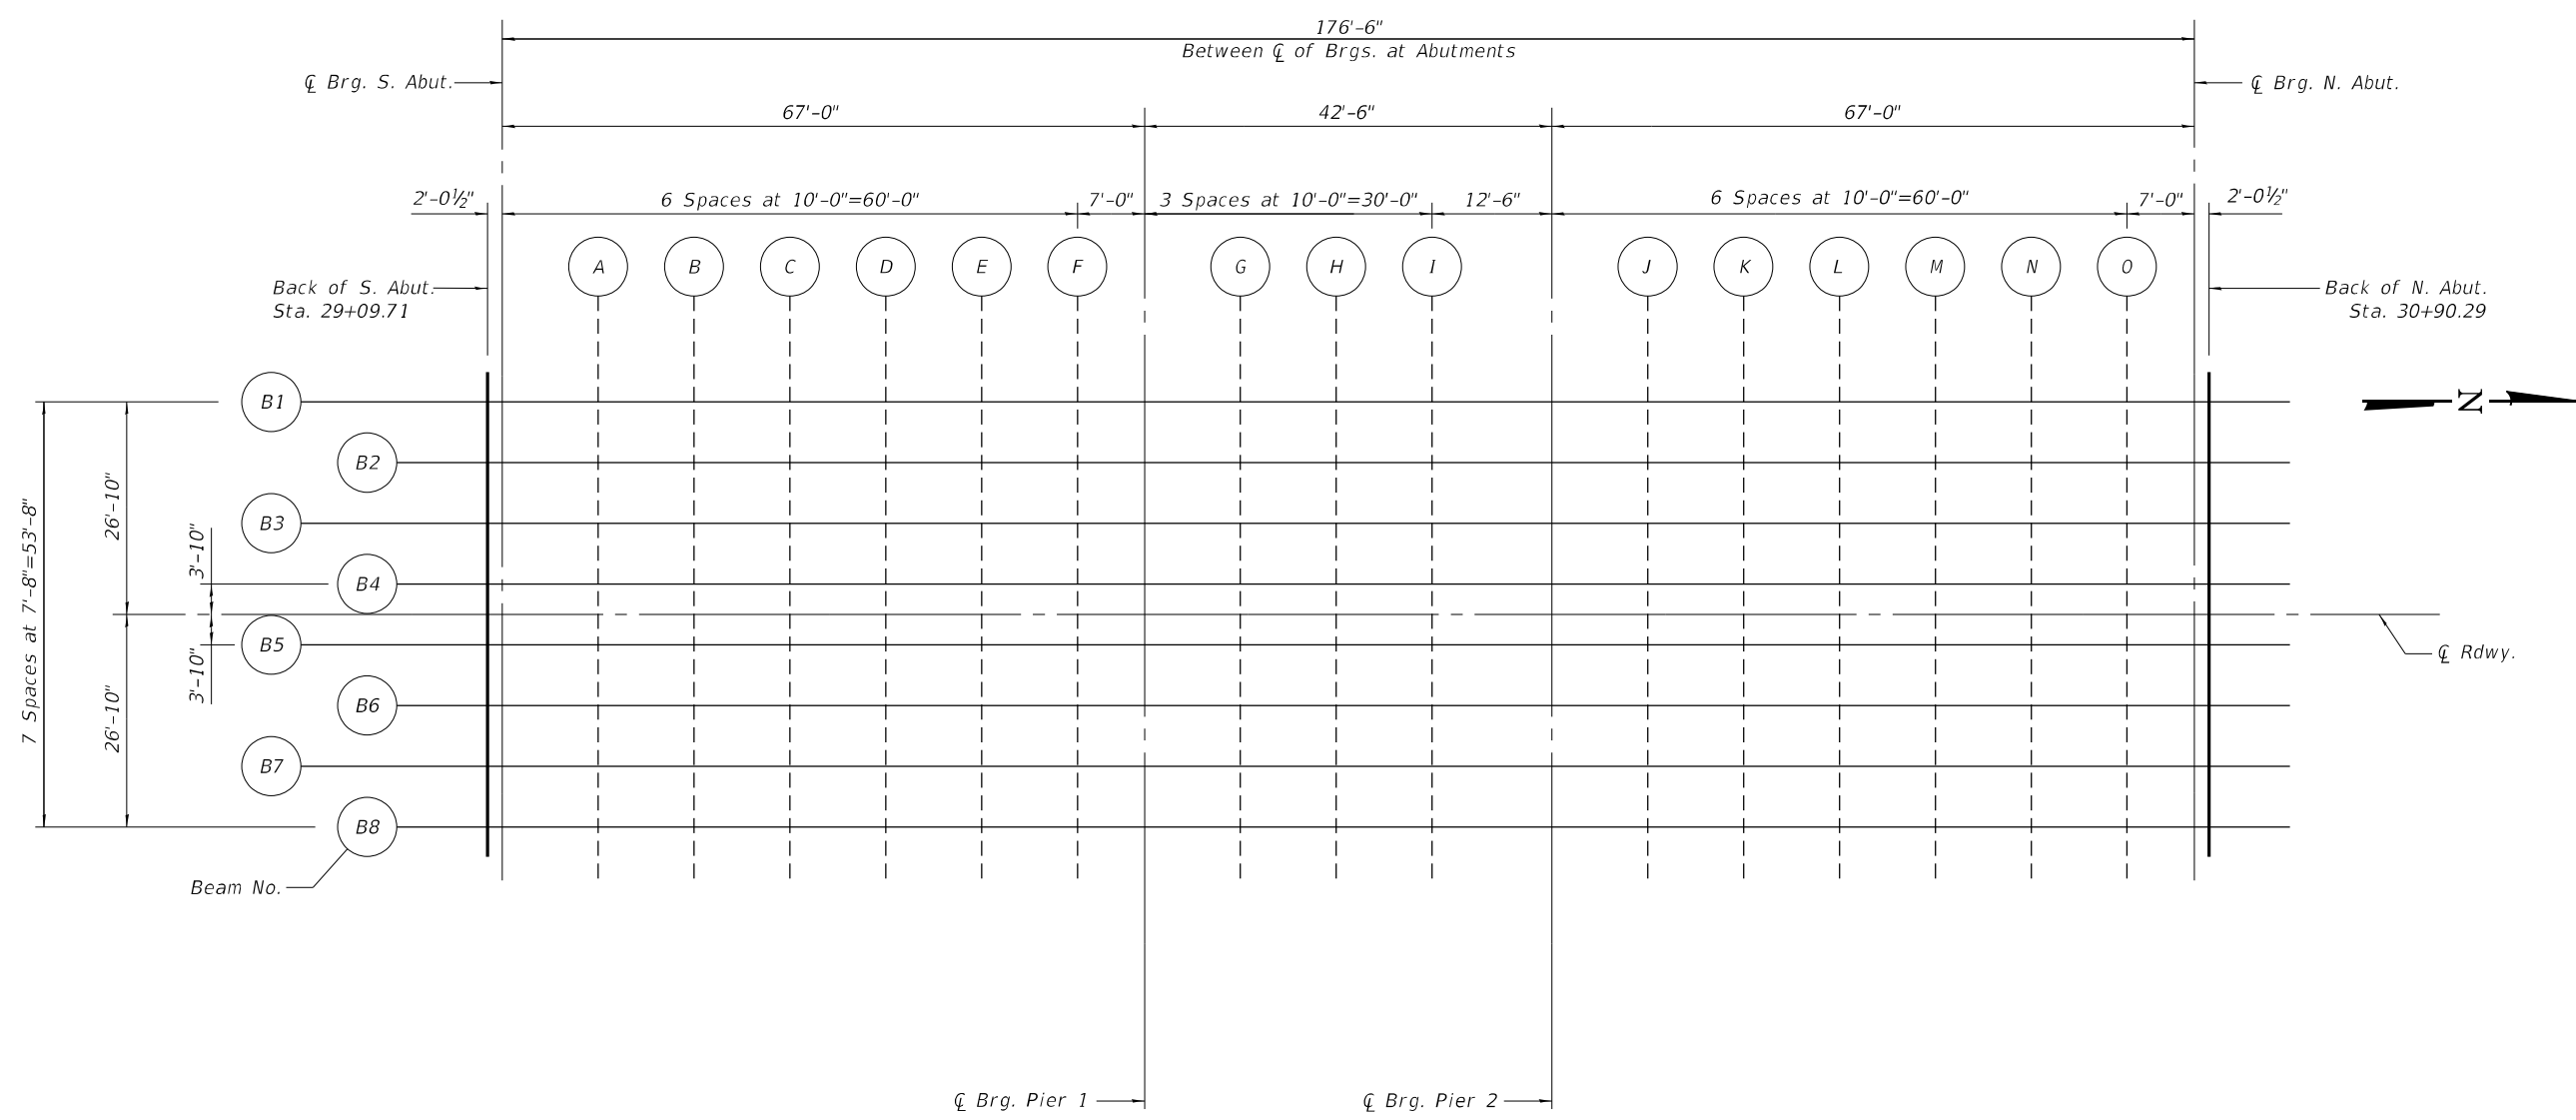 176'-6"
Between ℄ of Brgs. at Abutments
℄ Brg. S. Abut.
℄ Brg. N. Abut.
67'-0"
42'-6"
67'-0"
2'-0½"
6 Spaces at 10'-0"=60'-0"
7'-0"
3 Spaces at 10'-0"=30'-0"
12'-6"
6 Spaces at 10'-0"=60'-0"
7'-0"
2'-0½"
A
B
C
D
E
F
G
H
I
J
K
L
M
N
O
Back of S. Abut.
Sta. 29+09.71
Back of N. Abut.
Sta. 30+90.29
B1
N
B2
B3
B4
B5
B6
B7
B8
7 Spaces at 7'-8"=53'-8"
26'-10"
26'-10"
3'-10"
3'-10"
℄ Rdwy.
Beam No.
℄ Brg. Pier 1
℄ Brg. Pier 2